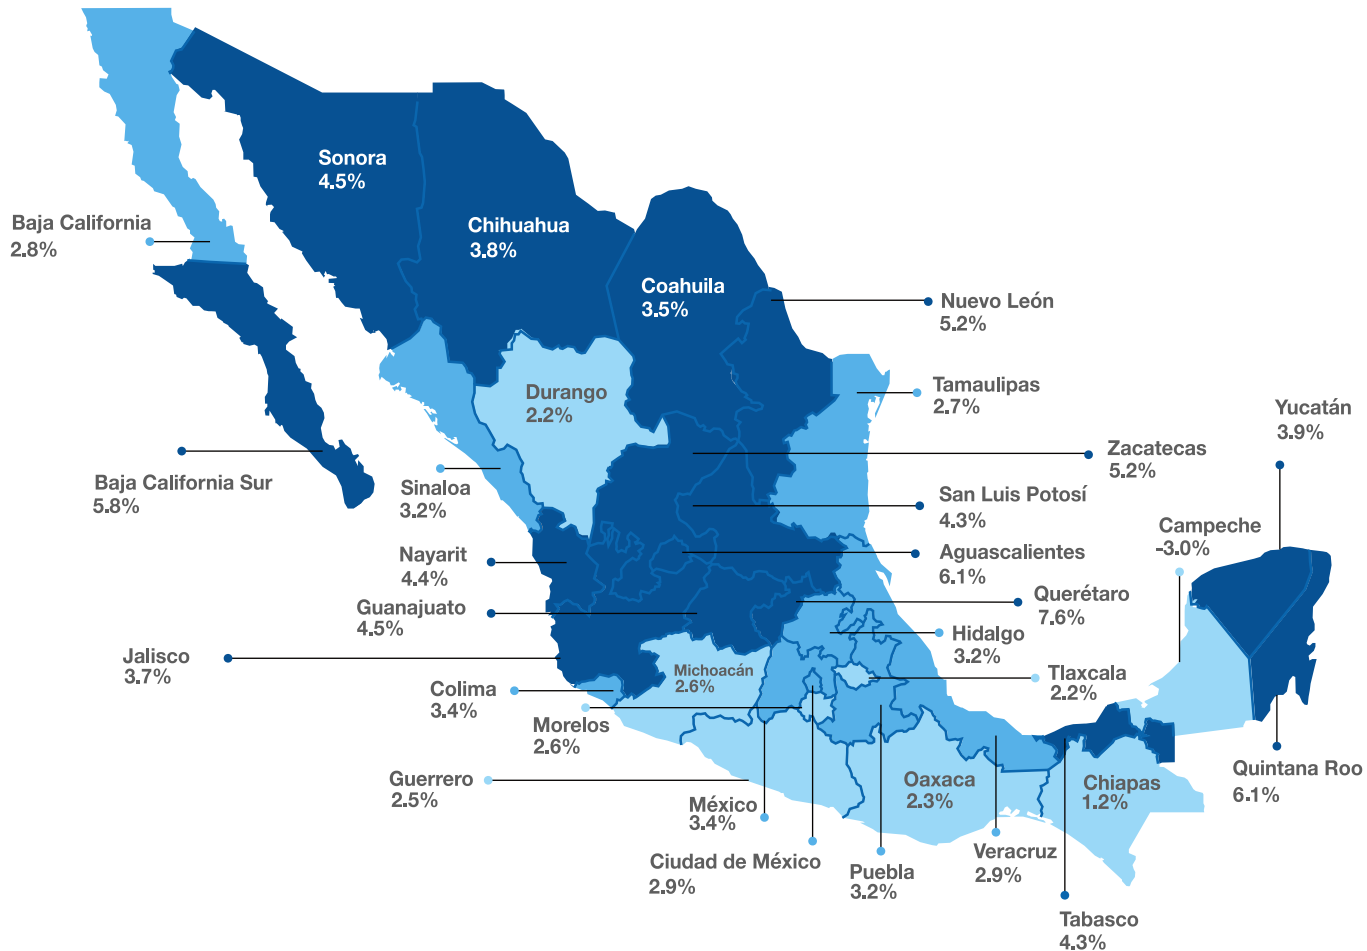 Sonora
4.5%
Baja California
2.8%
Chihuahua
3.8%
Coahuila
3.5%
Nuevo León
5.2%
Durango
2.2%
Tamaulipas
2.7%
Yucatán
3.9%
Zacatecas
5.2%
Baja California Sur
5.8%
Sinaloa
3.2%
San Luis Potosí
4.3%
Campeche
-3.0%
Nayarit
4.4%
Aguascalientes
6.1%
Guanajuato
4.5%
Querétaro
7.6%
Hidalgo
3.2%
Jalisco
3.7%
Michoacán
2.6%
Tlaxcala
2.2%
Colima
3.4%
Morelos
2.6%
Guerrero
2.5%
Oaxaca
2.3%
Chiapas
1.2%
Quintana Roo
6.1%
México
3.4%
Ciudad de México
2.9%
Puebla
3.2%
Veracruz
2.9%
Tabasco
4.3%